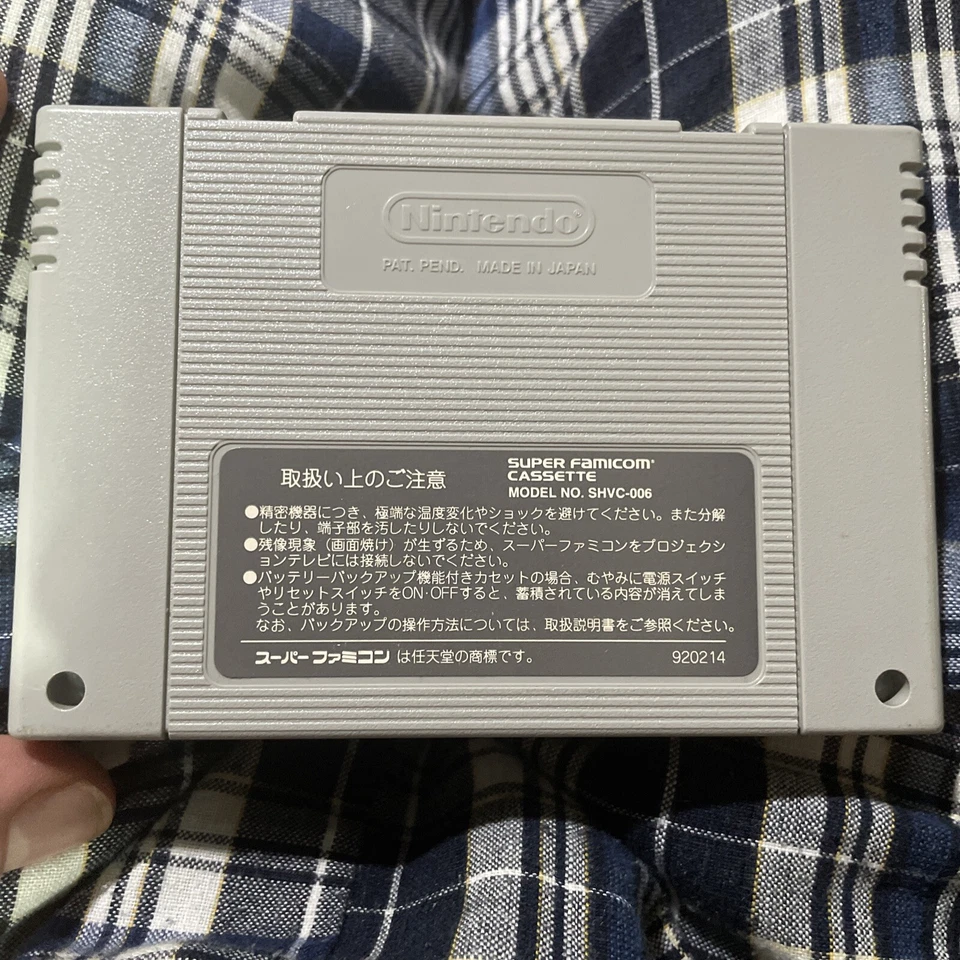 Nintendo®
PAT. PEND. MADE IN JAPAN
取扱い上のご注意
SUPER FAMICOM®
CASSETTE
MODEL NO. SHVC-006
●精密機器につき、極端な温度変化やショックを避けてください。また分解
したり、端子部を汚したりしないでください。
●残像現象（画面焼け）が生ずるため、スーパーファミコンをプロジェクシ
ョンテレビには接続しないでください。
●バッテリーバックアップ機能付きカセットの場合、むやみに電源スイッチ
やリセットスイッチをON·OFFすると、蓄積されている内容が消えてしま
うことがあります。
なお、バックアップの操作方法については、取扱説明書をご参照ください。
スーパーファミコン は任天堂の商標です。 920214